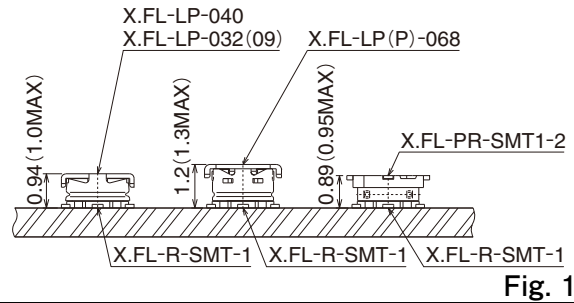 X.FL-LP-040
X.FL-LP-032(09)
X.FL-LP(P)-068
0.94(1.0MAX)
1.2(1.3MAX)
0.89(0.95MAX)
X.FL-PR-SMT1-2
X.FL-R-SMT-1
X.FL-R-SMT-1
X.FL-R-SMT-1
Fig. 1